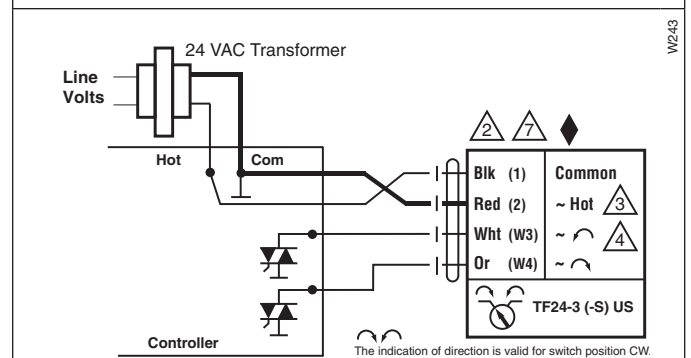 W243
24 VAC Transformer
Line
Volts
Hot
Com
2 7
Blk (1) Common
Red (2) ~ Hot 3
Wht (W3) ~ 4
Or (W4) ~
TF24-3 (-S) US
Controller
The indication of direction is valid for switch position CW.